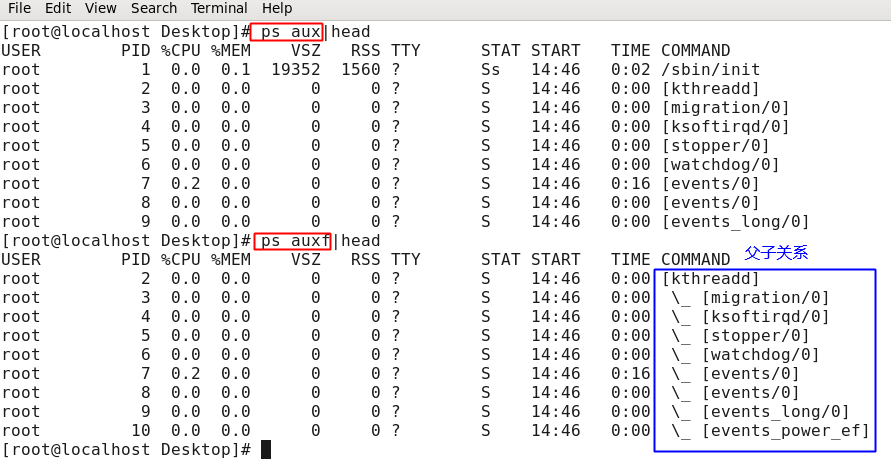 File Edit View Search Terminal Help
[root@localhost Desktop]# ps aux|head
USER PID %CPU %MEM VSZ RSS TTY STAT START TIME COMMAND
root 1 0.0 0.1 19352 1560 ? Ss 14:46 0:02 /sbin/init
root 2 0.0 0.0 0 0 ? S 14:46 0:00 [kthreadd]
root 3 0.0 0.0 0 0 ? S 14:46 0:00 [migration/0]
root 4 0.0 0.0 0 0 ? S 14:46 0:00 [ksoftirqd/0]
root 5 0.0 0.0 0 0 ? S 14:46 0:00 [stopper/0]
root 6 0.0 0.0 0 0 ? S 14:46 0:00 [watchdog/0]
root 7 0.2 0.0 0 0 ? S 14:46 0:16 [events/0]
root 8 0.0 0.0 0 0 ? S 14:46 0:00 [events/0]
root 9 0.0 0.0 0 0 ? S 14:46 0:00 [events_long/0]
[root@localhost Desktop]# ps auxf|head
父子关系
USER PID %CPU %MEM VSZ RSS TTY STAT START TIME COMMAND
root 2 0.0 0.0 0 0 ? S 14:46 0:00 [kthreadd]
root 3 0.0 0.0 0 0 ? S 14:46 0:00 \_ [migration/0]
root 4 0.0 0.0 0 0 ? S 14:46 0:00 \_ [ksoftirqd/0]
root 5 0.0 0.0 0 0 ? S 14:46 0:00 \_ [stopper/0]
root 6 0.0 0.0 0 0 ? S 14:46 0:00 \_ [watchdog/0]
root 7 0.2 0.0 0 0 ? S 14:46 0:16 \_ [events/0]
root 8 0.0 0.0 0 0 ? S 14:46 0:00 \_ [events/0]
root 9 0.0 0.0 0 0 ? S 14:46 0:00 \_ [events_long/0]
root 10 0.0 0.0 0 0 ? S 14:46 0:00 \_ [events_power_ef]
[root@localhost Desktop]#